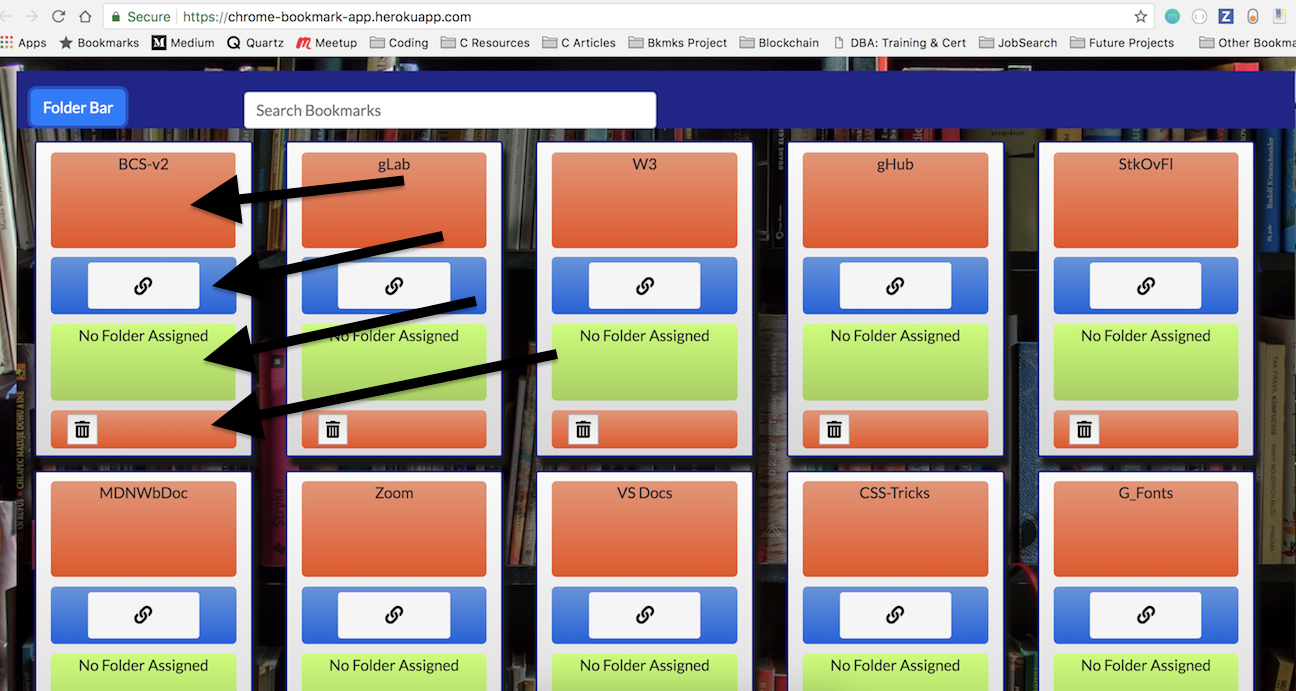 Secure https://chrome-bookmark-app.herokuapp.com
Apps Bookmarks Medium Quartz Meetup Coding C Resources C Articles Bkmks Project Blockchain DBA: Training & Cert JobSearch Future Projects Other Bookma
Folder Bar
Search Bookmarks
BCS-v2 gLab W3 gHub StkOvFl
No Folder Assigned No Folder Assigned No Folder Assigned No Folder Assigned No Folder Assigned
MDNWbDoc Zoom VS Docs CSS-Tricks G_Fonts
No Folder Assigned No Folder Assigned No Folder Assigned No Folder Assigned No Folder Assigned